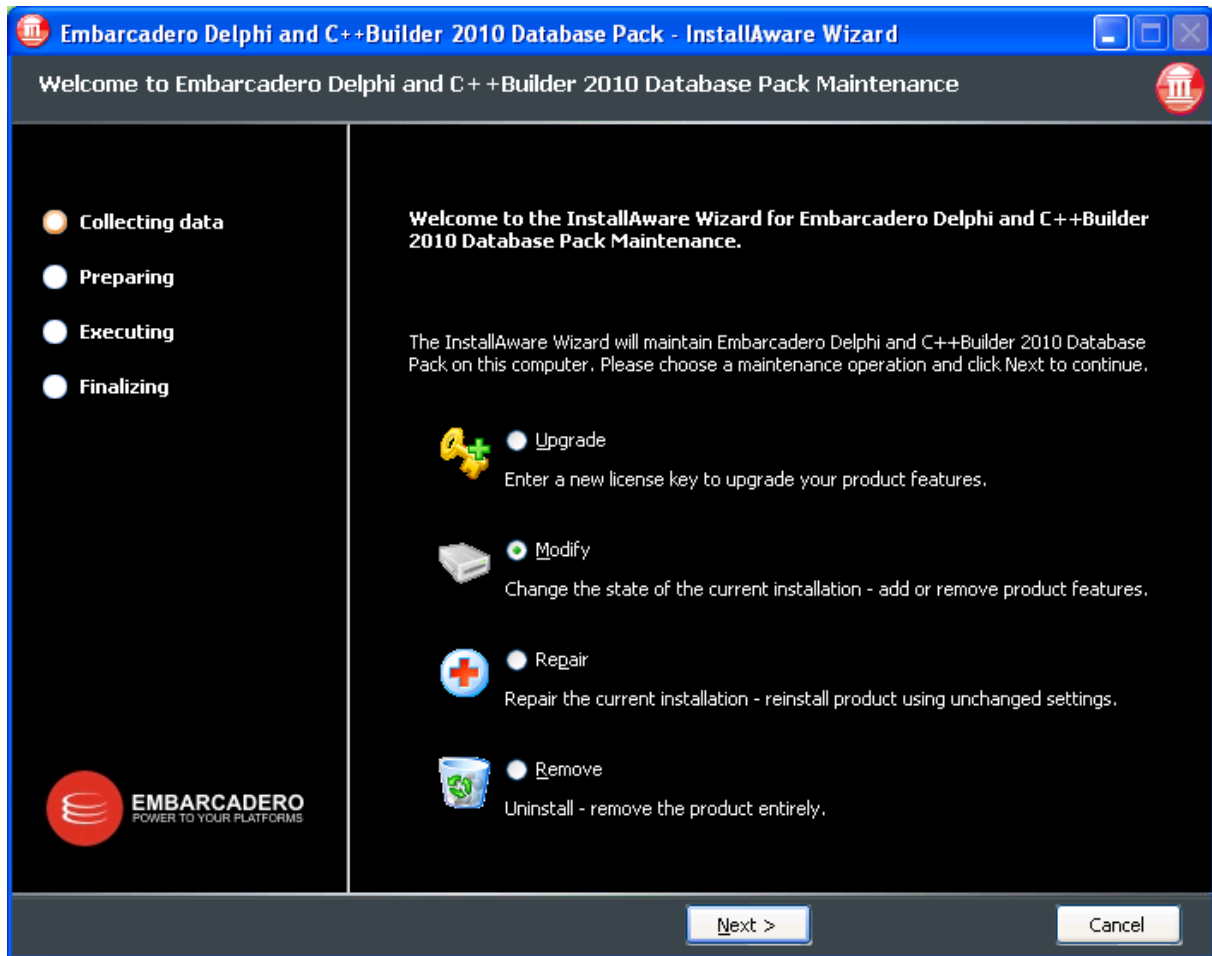 Embarcadero Delphi and C++Builder 2010 Database Pack - InstallAware Wizard
Welcome to Embarcadero Delphi and C++Builder 2010 Database Pack Maintenance
Collecting data
Preparing
Executing
Finalizing
Welcome to the InstallAware Wizard for Embarcadero Delphi and C++Builder
2010 Database Pack Maintenance.
The InstallAware Wizard will maintain Embarcadero Delphi and C++Builder 2010 Database
Pack on this computer. Please choose a maintenance operation and click Next to continue.
Upgrade
Enter a new license key to upgrade your product features.
Modify
Change the state of the current installation - add or remove product features.
Repair
Repair the current installation - reinstall product using unchanged settings.
Remove
Uninstall - remove the product entirely.
EMBARCADERO
POWER TO YOUR PLATFORMS
Next >
Cancel